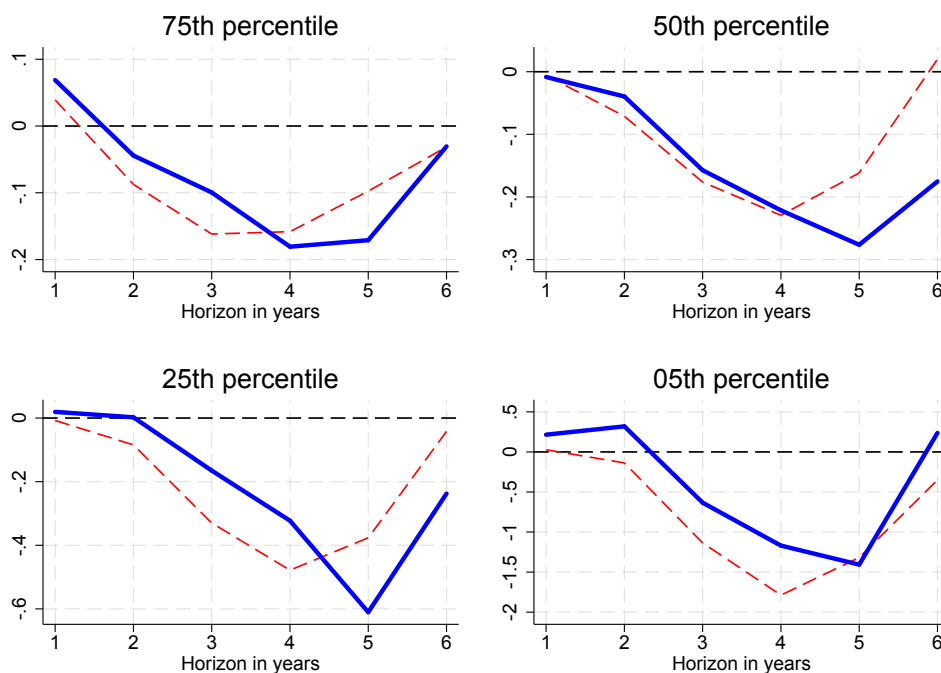 75th percentile
.1
0
-.1
-.2
1 2 3 4 5 6
Horizon in years
50th percentile
0
-.1
-.2
-.3
1 2 3 4 5 6
Horizon in years
25th percentile
0
-.2
-.4
-.6
1 2 3 4 5 6
Horizon in years
05th percentile
.5
0
-.5
-1
-1.5
-2
1 2 3 4 5 6
Horizon in years